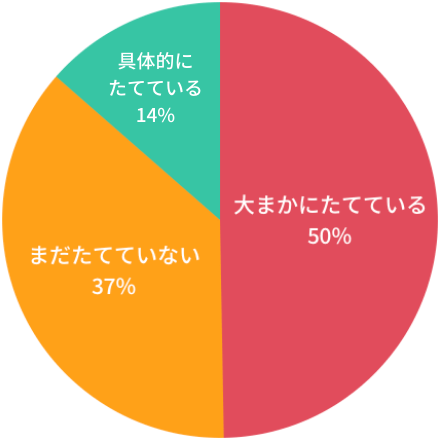 具体的に
たてている
14%
大まかにたてている
50%
まだたてていない
37%